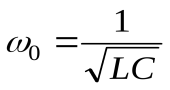 ω₀ = 1/√LC